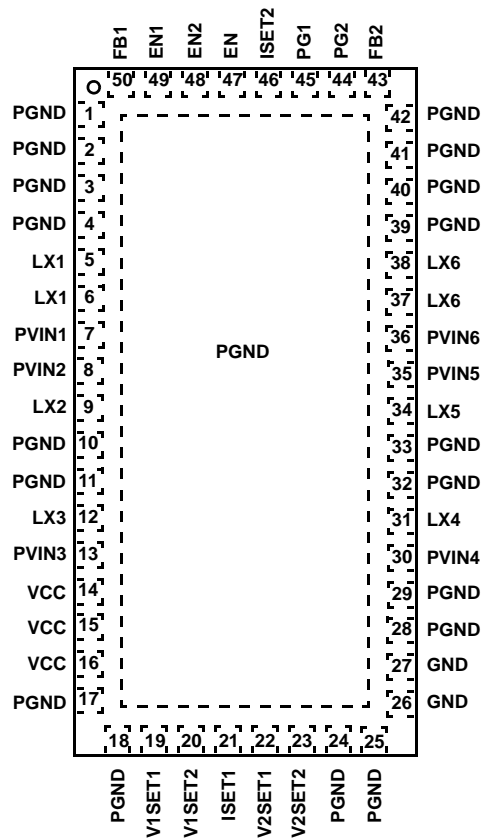 FB1
EN1
EN2
EN
ISET2
PG1
PG2
FB2
50 49 48 47 46 45 44 43
PGND 1 42 PGND
PGND 2 41 PGND
PGND 3 40 PGND
PGND 4 39 PGND
LX1 5 38 LX6
LX1 6 37 LX6
PVIN1 7 36 PVIN6
PGND
PVIN2 8 35 PVIN5
LX2 9 34 LX5
PGND 10 33 PGND
PGND 11 32 PGND
LX3 12 31 LX4
PVIN3 13 30 PVIN4
VCC 14 29 PGND
VCC 15 28 PGND
VCC 16 27 GND
PGND 17 26 GND
18 19 20 21 22 23 24 25
PGND
V1SET1
V1SET2
ISET1
V2SET1
V2SET2
PGND
PGND